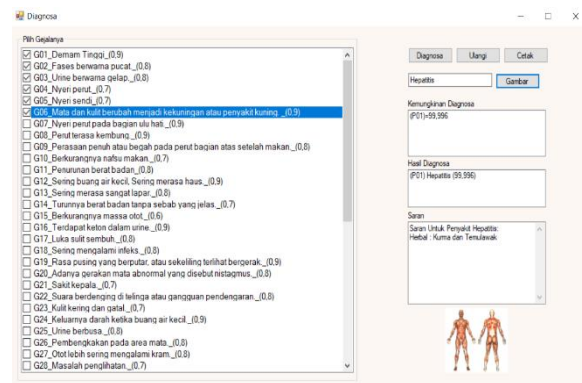 Diagnosa
Pilih Gejalanya
G01_Demam Tinggi_(0,9)
G02_Fases berwarna pucat_(0,8)
G03_Urine berwarna gelap_(0,8)
G04_Nyeri perut_(0,7)
G05_Nyeri sendi_(0,7)
G06_Mata dan kulit berubah menjadi kekuningan atau penyakit kuning _(0,9)
G07_Nyeri perut pada bagian ulu hati_(0,9)
G08_Perut terasa kembung_(0,9)
G09_Perasaan penuh atau begah pada perut bagian atas setelah makan_(0,8)
G10_Berkurangnya nafsu makan_(0,7)
G11_Penurunan berat badan_(0,8)
G12_Sering buang air kecil, Sering merasa haus_(0,9)
G13_Sering merasa sangat lapar_(0,8)
G14_Turunnya berat badan tanpa sebab yang jelas_(0,7)
G15_Berkurangnya massa otot_(0,6)
G16_Terdapat keton dalam urine_(0,9)
G17_Luka sulit sembuh_(0,8)
G18_Sering mengalami infeks_(0,8)
G19_Rasa pusing yang berputar, atau sekeliling terlihat bergerak_(0,9)
G20_Adanya gerakan mata abnormal yang disebut nistagmus_(0,8)
G21_Sakit kepala_(0,7)
G22_Suara berdenging di telinga atau gangguan pendengaran_(0,8)
G23_Kulit kering dan gatal_(0,7)
G24_Keluarnya darah ketika buang air kecil_(0,9)
G25_Urine berbusa_(0,8)
G26_Pembengkakan pada area mata_(0,8)
G27_Otot lebih sering mengalami kram_(0,8)
G28_Masalah penglihatan_(0,7)
Diagnosa Ulangi Cetak
Hepatitis Gambar
Kemungkinan Diagnosa
(P01)=99,996
Hasil Diagnosa
(P01) Hepatitis (99,996)
Saran
Saran Untuk Penyakit Hepatitis:
Herbal : Kurma dan Temulawak